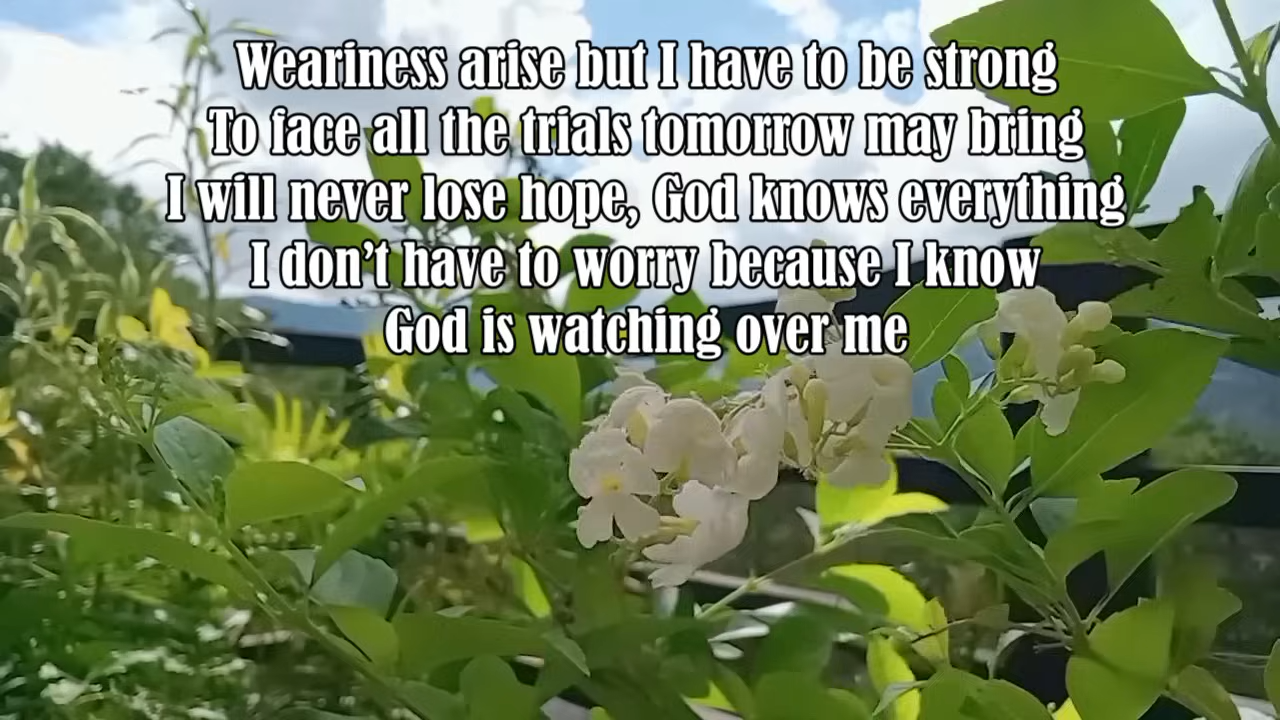 Weariness arise but I have to be strong
To face all the trials tomorrow may bring
I will never lose hope, God knows everything
I don’t have to worry because I know
God is watching over me